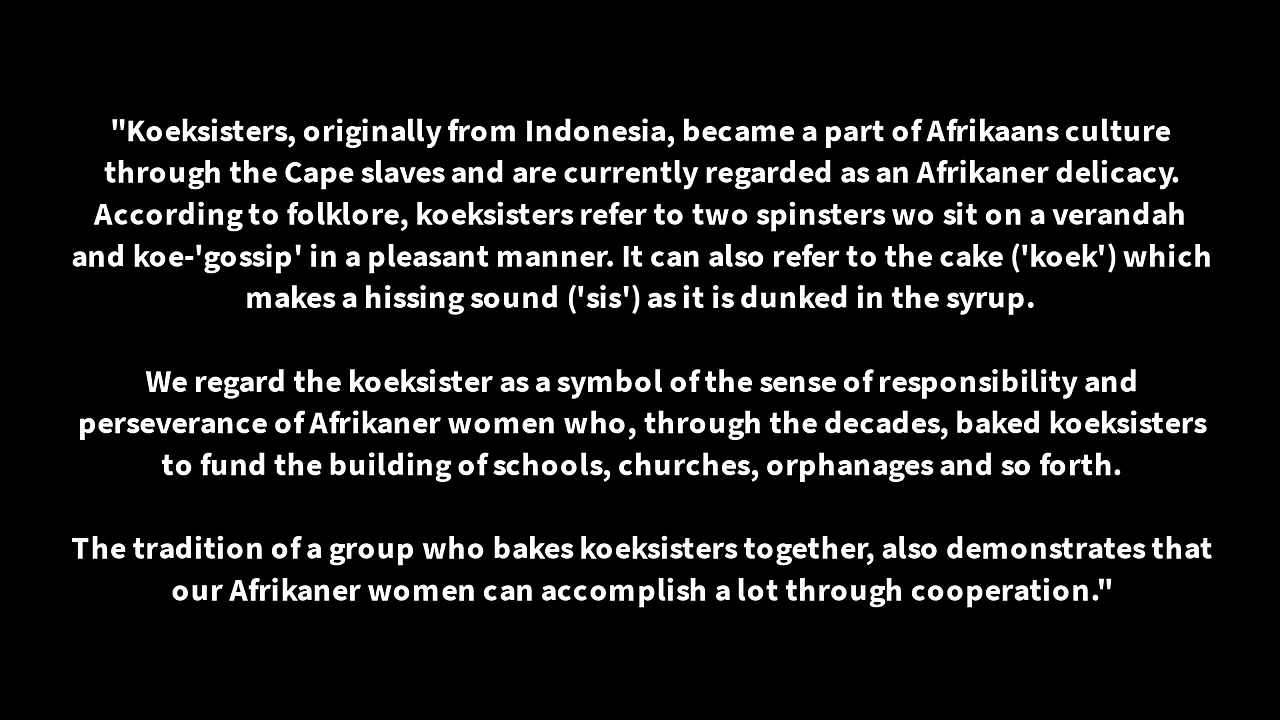 "Koeksisters, originally from Indonesia, became a part of Afrikaans culture
through the Cape slaves and are currently regarded as an Afrikaner delicacy.
According to folklore, koeksisters refer to two spinsters wo sit on a verandah
and koe-'gossip' in a pleasant manner. It can also refer to the cake ('koek') which
makes a hissing sound ('sis') as it is dunked in the syrup.
We regard the koeksister as a symbol of the sense of responsibility and
perseverance of Afrikaner women who, through the decades, baked koeksisters
to fund the building of schools, churches, orphanages and so forth.
The tradition of a group who bakes koeksisters together, also demonstrates that
our Afrikaner women can accomplish a lot through cooperation."